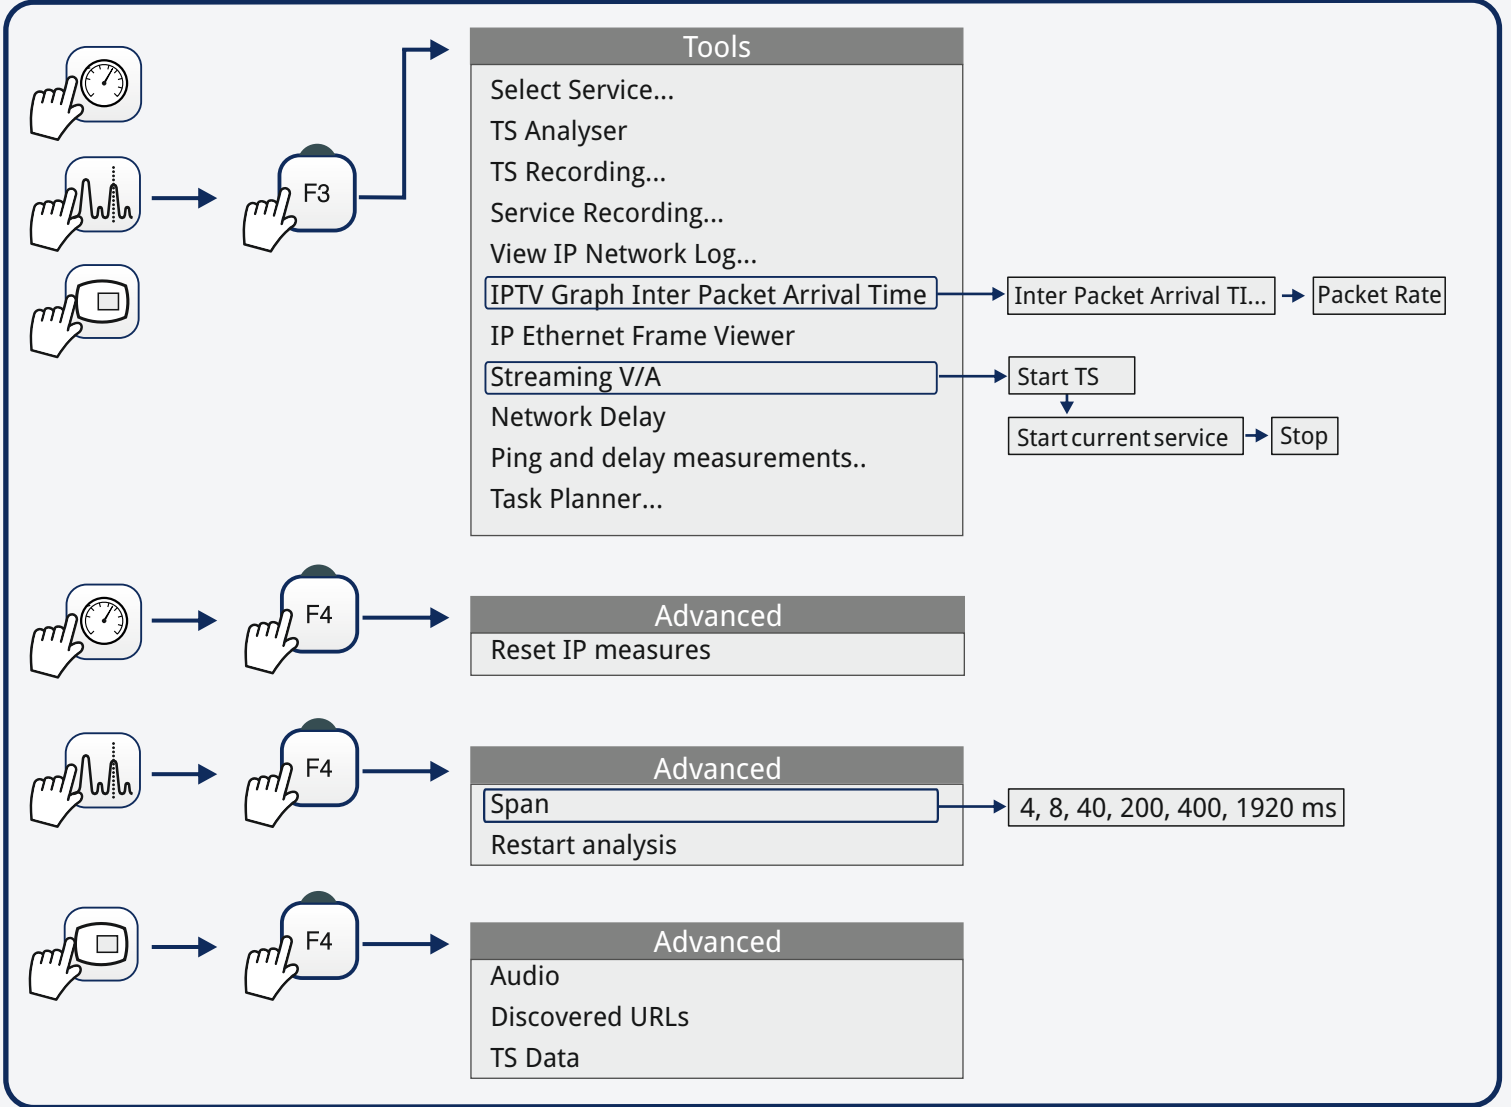 Tools
Select Service...
TS Analyser
TS Recording...
Service Recording...
F3
View IP Network Log...
IPTV Graph Inter Packet Arrival Time
Inter Packet Arrival TI...
Packet Rate
IP Ethernet Frame Viewer
Streaming V/A
Start TS
Network Delay
Start current service
Stop
Ping and delay measurements..
Task Planner...
F4
Advanced
Reset IP measures
F4
Advanced
Span
4, 8, 40, 200, 400, 1920 ms
Restart analysis
F4
Advanced
Audio
Discovered URLs
TS Data